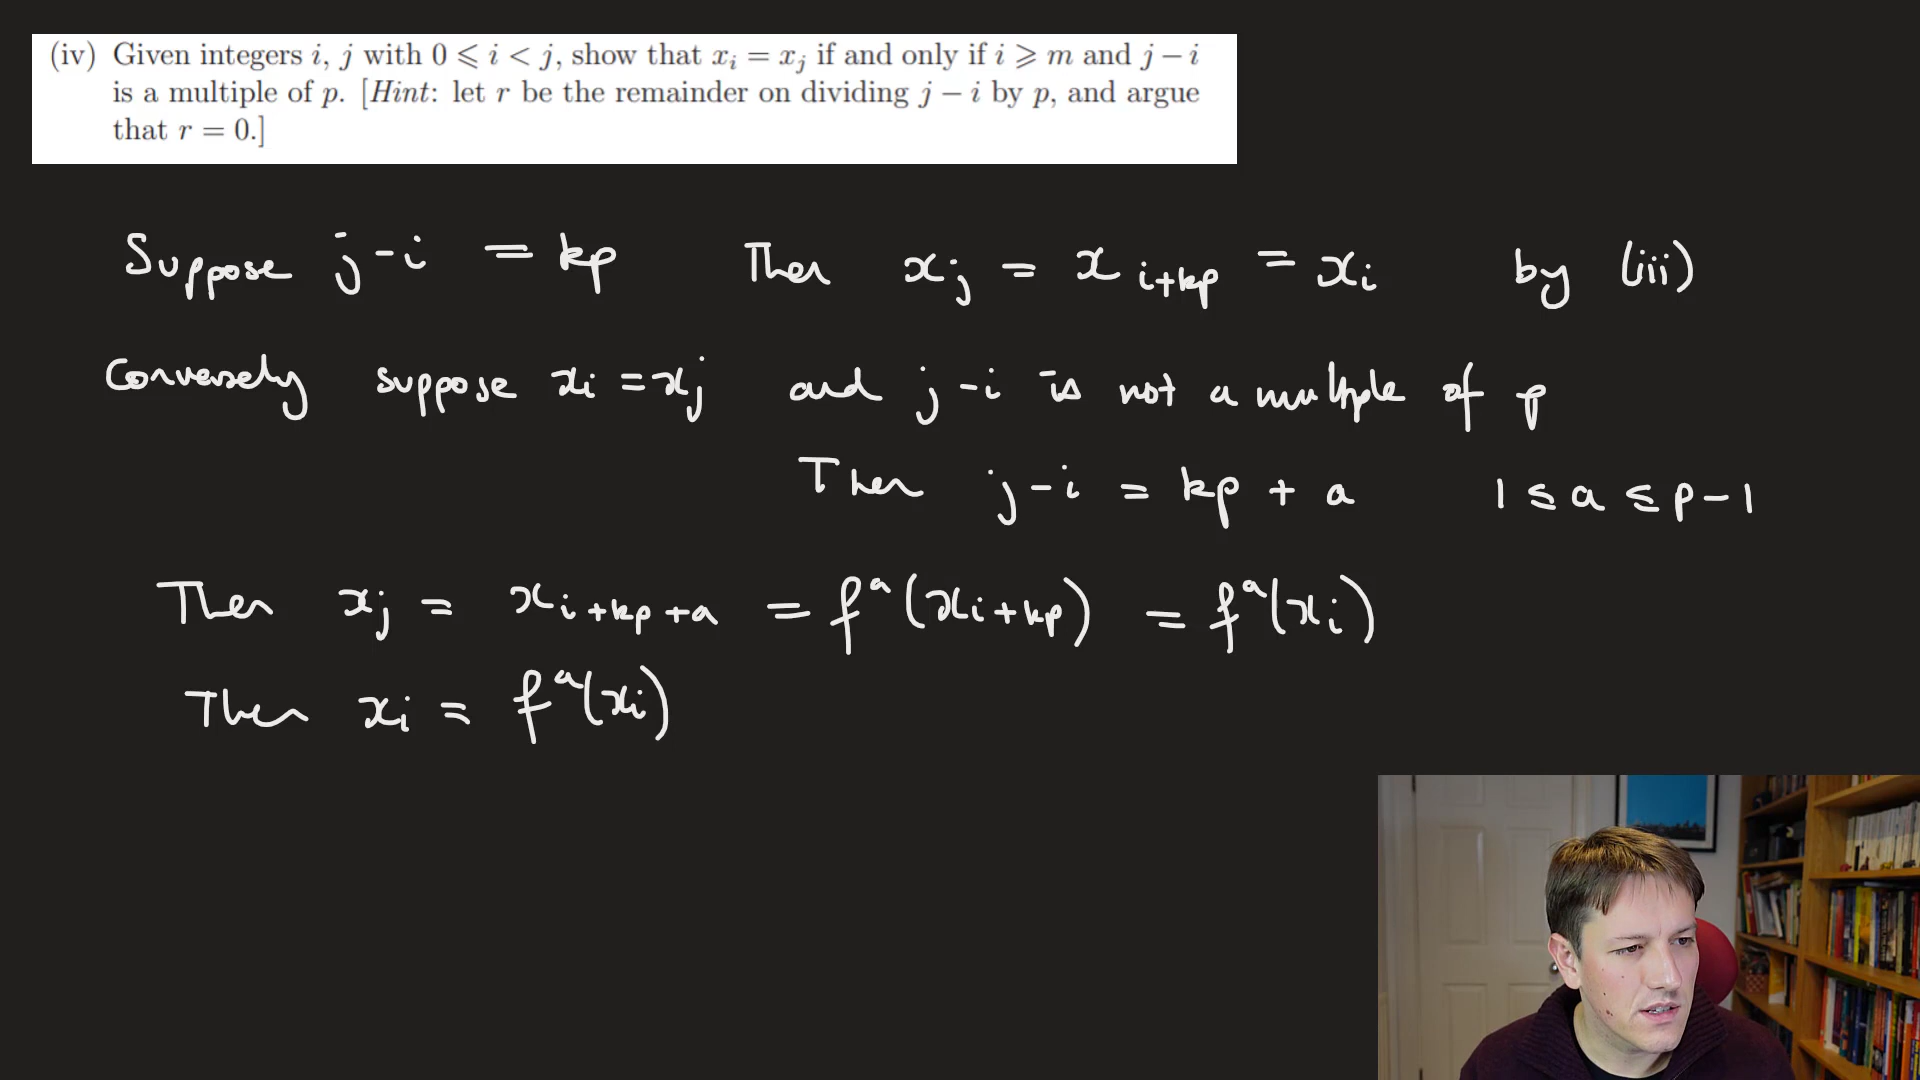 (iv) Given integers i, j with 0 ⩽ i < j, show that x_i = x_j if and only if i ⩾ m and j − i
is a multiple of p. [Hint: let r be the remainder on dividing j − i by p, and argue
that r = 0.]
Suppose j - i = kp Then x_j = x_{i+kp} = x_i by (iii)
Conversely suppose x_i = x_j and j - i is not a multiple of p
Then j - i = kp + a 1 ≤ a ≤ p - 1
Then x_j = x_{i+kp+a} = f^a(x_{i+kp}) = f^a(x_i)
Then x_i = f^a(x_i)